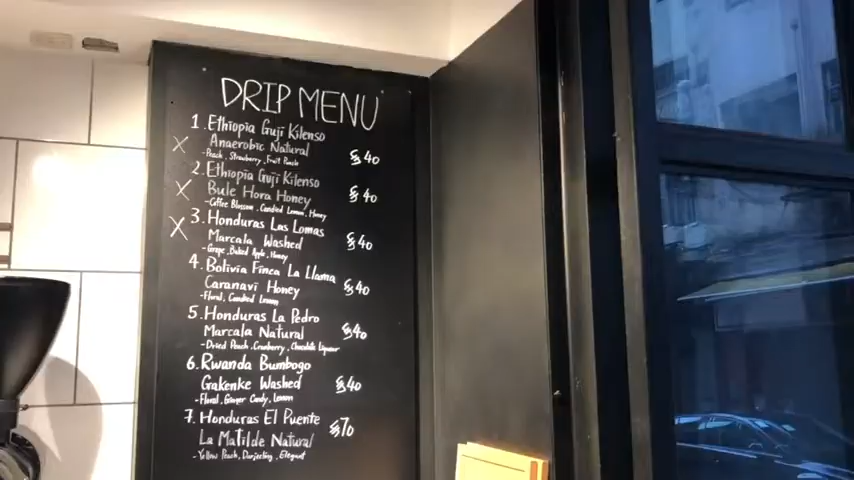 DRIP MENU
1. Ethiopia Guji Kilenso
Anaerobic Natural $40
-Peach, Strawberry, Fruit Punch
2. Ethiopia Guji Kilenso
Bule Hora Honey $40
-Coffee Blossom, Candied Lemon, Honey
3. Honduras Las Lomas
Marcala Washed $40
-Grape, Baked Apple, Honey
4. Bolivia Finca La Llama
Caranavi Honey $40
-Floral, Candied Lemon
5. Honduras La Pedro
Marcala Natural $40
-Dried Peach, Cranberry, Chocolate Liqueur
6. Rwanda Bumbogo
Gakenke Washed $40
-Floral, Ginger Candy, Lemon
7. Honduras El Puente
La Matilde Natural $70
-Yellow Peach, Darjeeling, Elegant